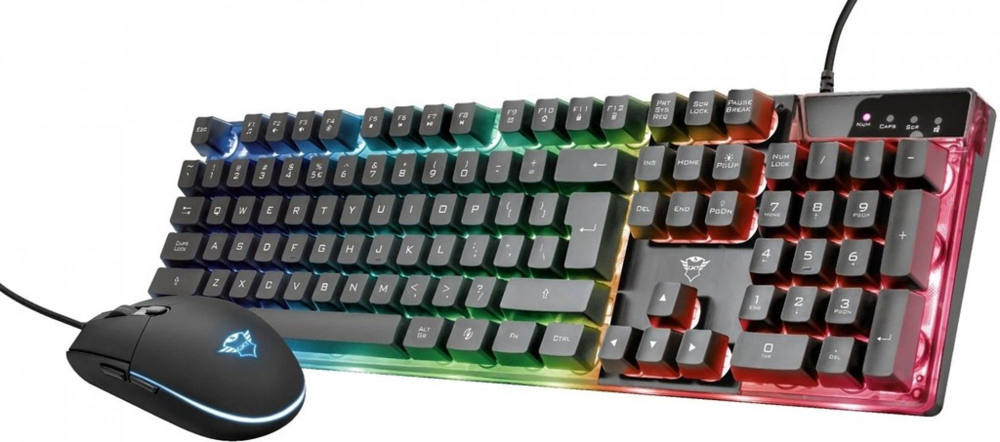 Esc F1 F2 F3 F4 F5 F6 F7 F8 F9 F10 F11 F12 PRT SYS REQ SCR LOCK PAUSE BREAK
NUM CAPS SCR
~ ` ! 1 @ 2 # 3 $ 4 % 5 € ^ 6 & 7 * 8 ( 9 ) 0 - + = ← INS HOME PGUP NUM LOCK / * -
Q W E R T Y U I O P { [ } ] DEL END PGDN 7 HOME 8 ↑ 9 PGUP +
CAPS LOCK A S D F G H J K L : ; " ' | \ 4 ← 5 6 →
⇧ Z X C V B N M < , > . ? / ⇧ ▲ 1 END 2 ↓ 3 PGDN
ALT GR FN CTRL ◄ ▼ ► 0 INS . DEL
GXT
GXT